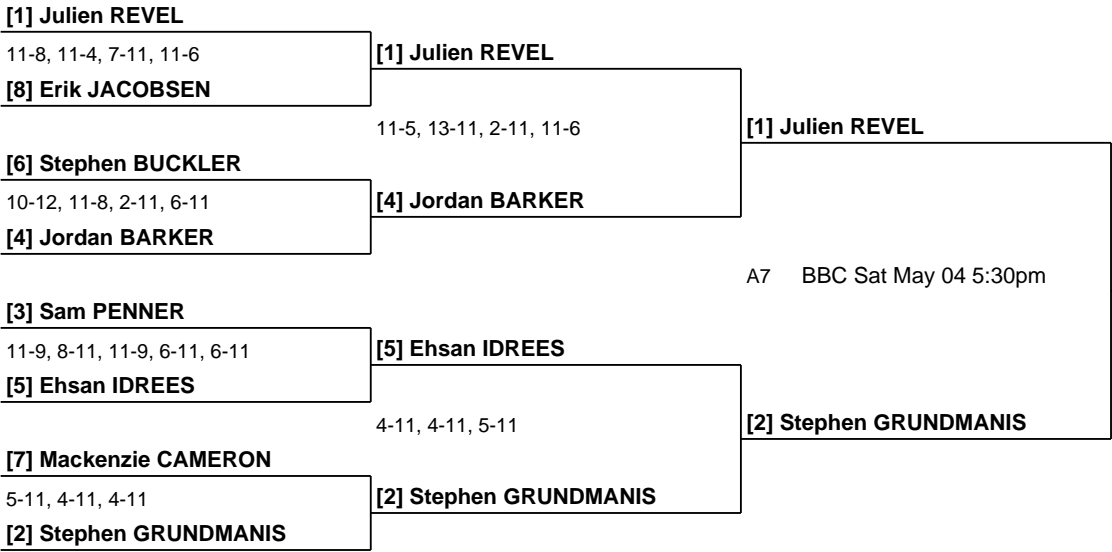 [1] Julien REVEL
11-8, 11-4, 7-11, 11-6
[1] Julien REVEL
[8] Erik JACOBSEN
11-5, 13-11, 2-11, 11-6
[1] Julien REVEL
[6] Stephen BUCKLER
10-12, 11-8, 2-11, 6-11
[4] Jordan BARKER
[4] Jordan BARKER
A7 BBC Sat May 04 5:30pm
[3] Sam PENNER
11-9, 8-11, 11-9, 6-11, 6-11
[5] Ehsan IDREES
[5] Ehsan IDREES
4-11, 4-11, 5-11
[2] Stephen GRUNDMANIS
[7] Mackenzie CAMERON
5-11, 4-11, 4-11
[2] Stephen GRUNDMANIS
[2] Stephen GRUNDMANIS